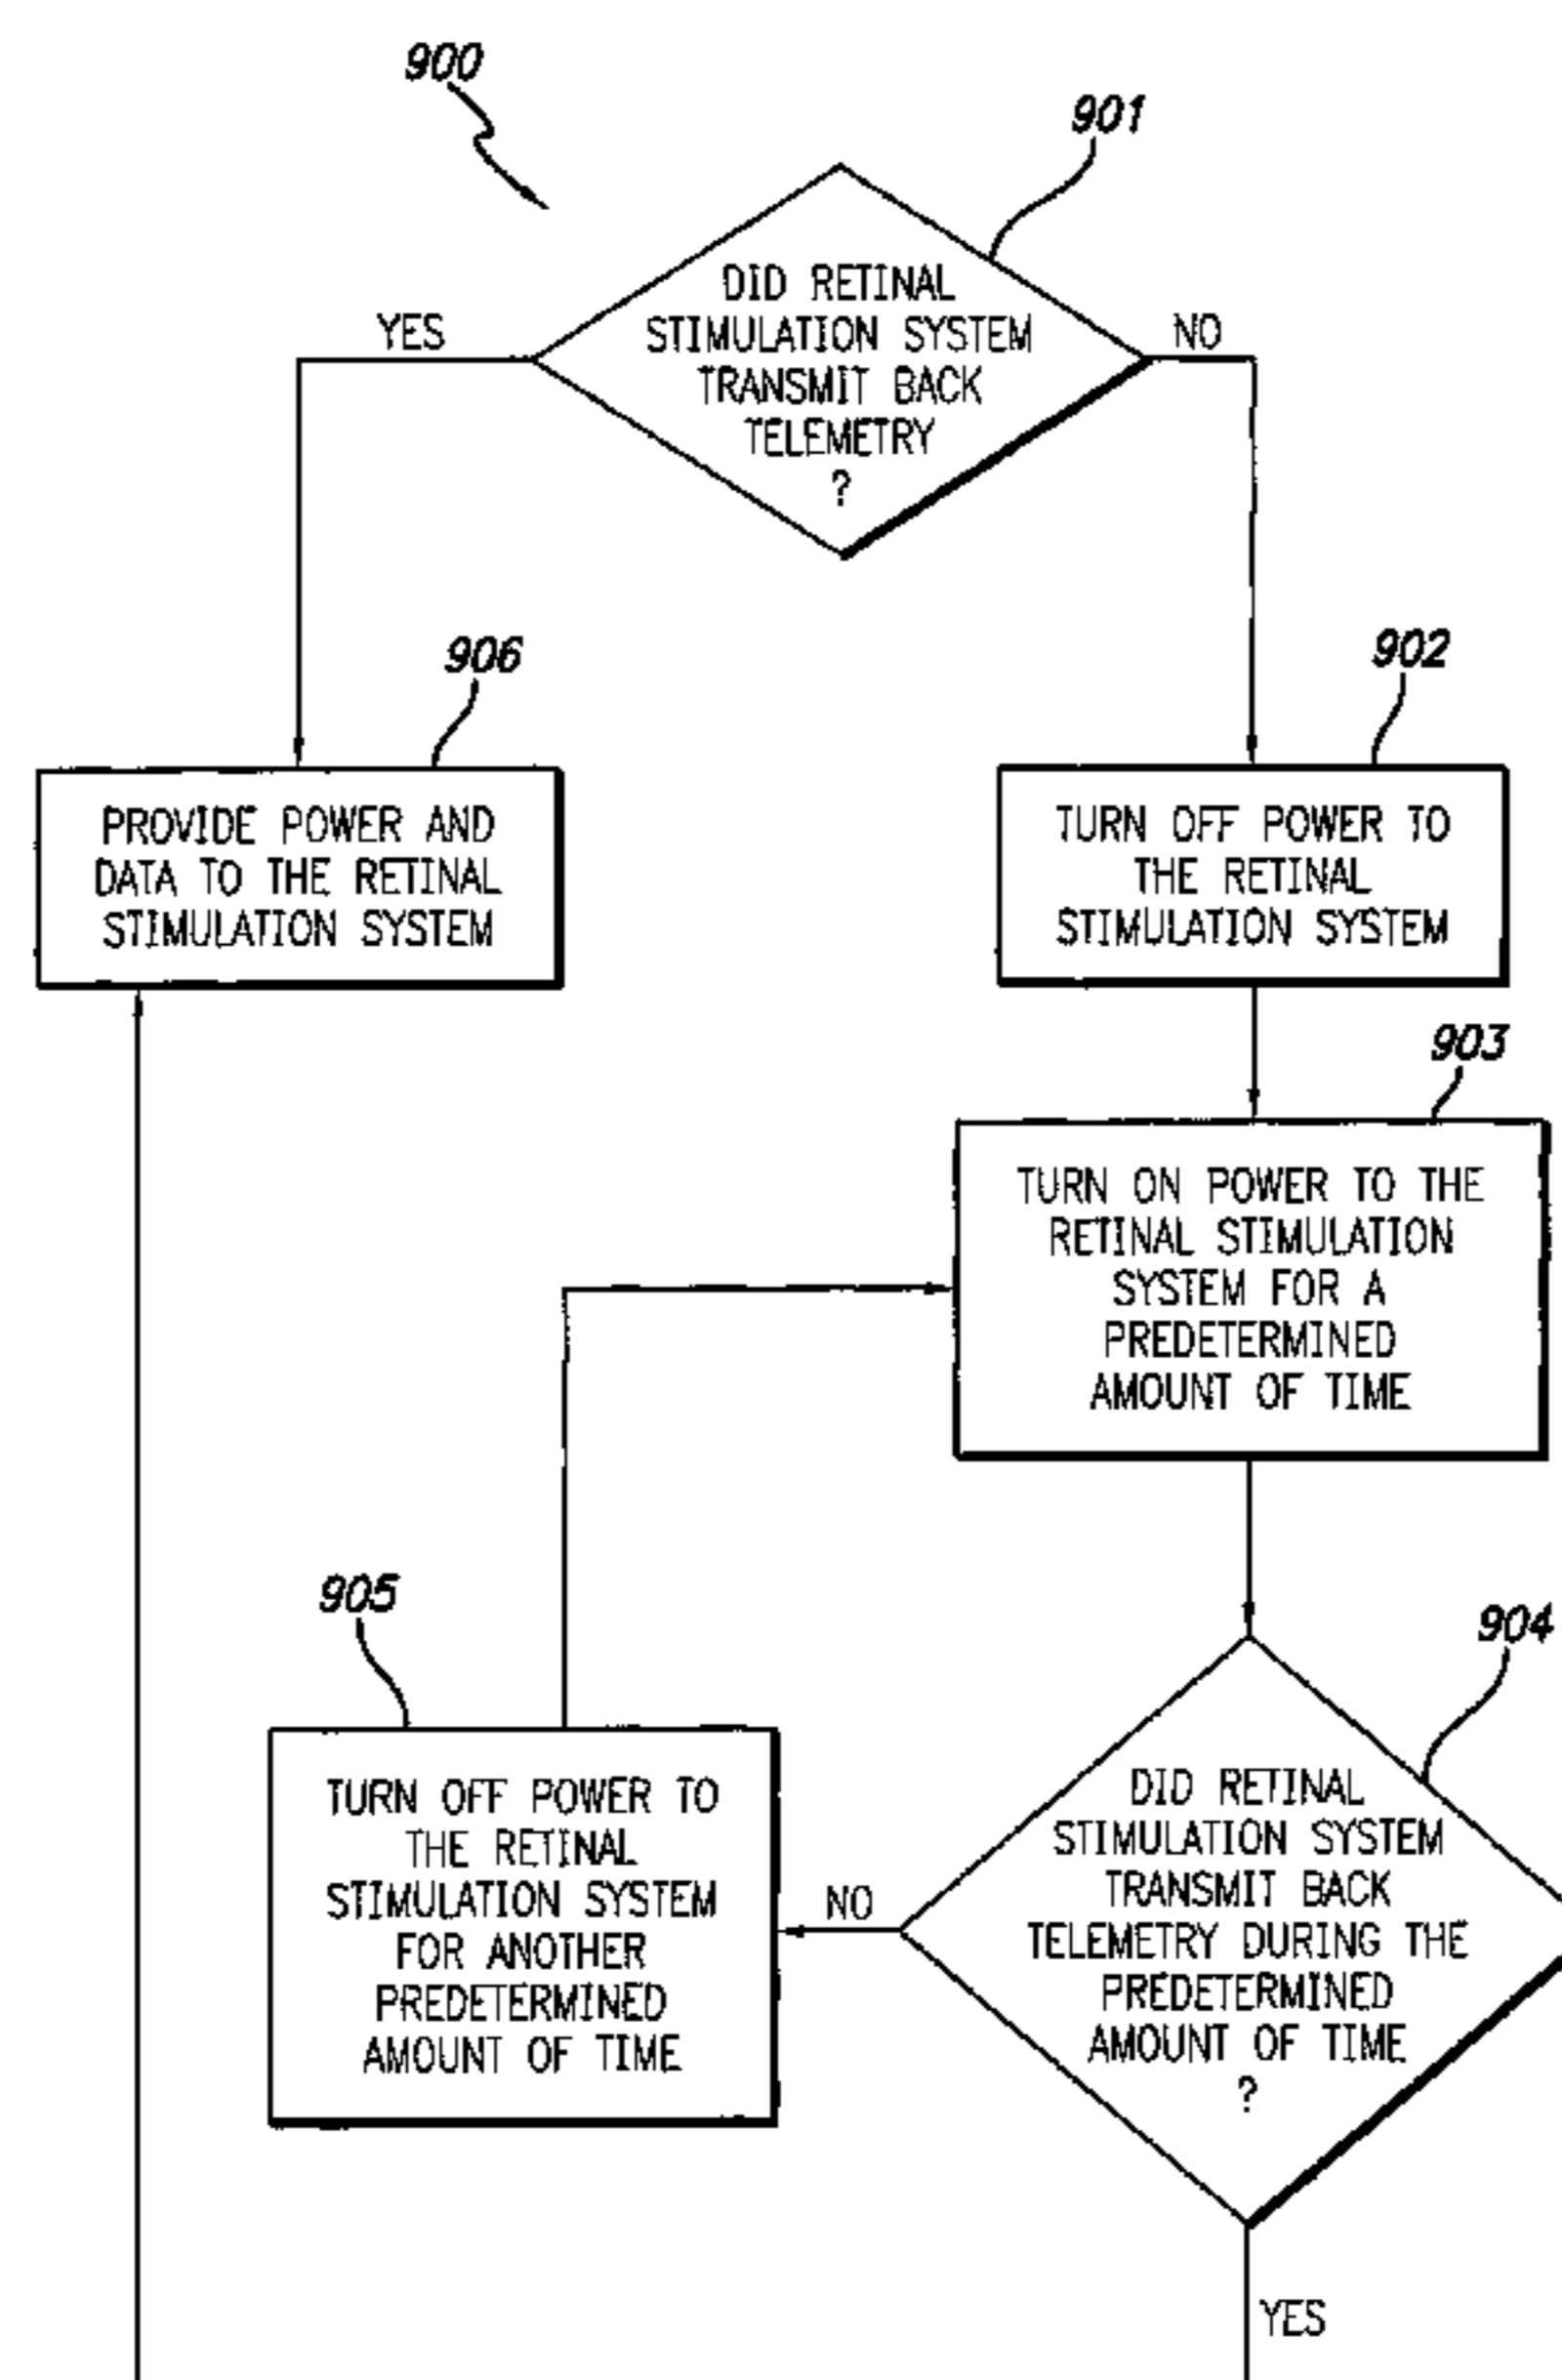 900
901
DID RETINAL
STIMULATION SYSTEM
TRANSMIT BACK
TELEMETRY
?
YES
NO
906
902
PROVIDE POWER AND
DATA TO THE RETINAL
STIMULATION SYSTEM
TURN OFF POWER TO
THE RETINAL
STIMULATION SYSTEM
903
TURN ON POWER TO THE
RETINAL STIMULATION
SYSTEM FOR A
PREDETERMINED
AMOUNT OF TIME
905
904
TURN OFF POWER TO
THE RETINAL
STIMULATION SYSTEM
FOR ANOTHER
PREDETERMINED
AMOUNT OF TIME
NO
DID RETINAL
STIMULATION SYSTEM
TRANSMIT BACK
TELEMETRY DURING THE
PREDETERMINED
AMOUNT OF TIME
?
YES